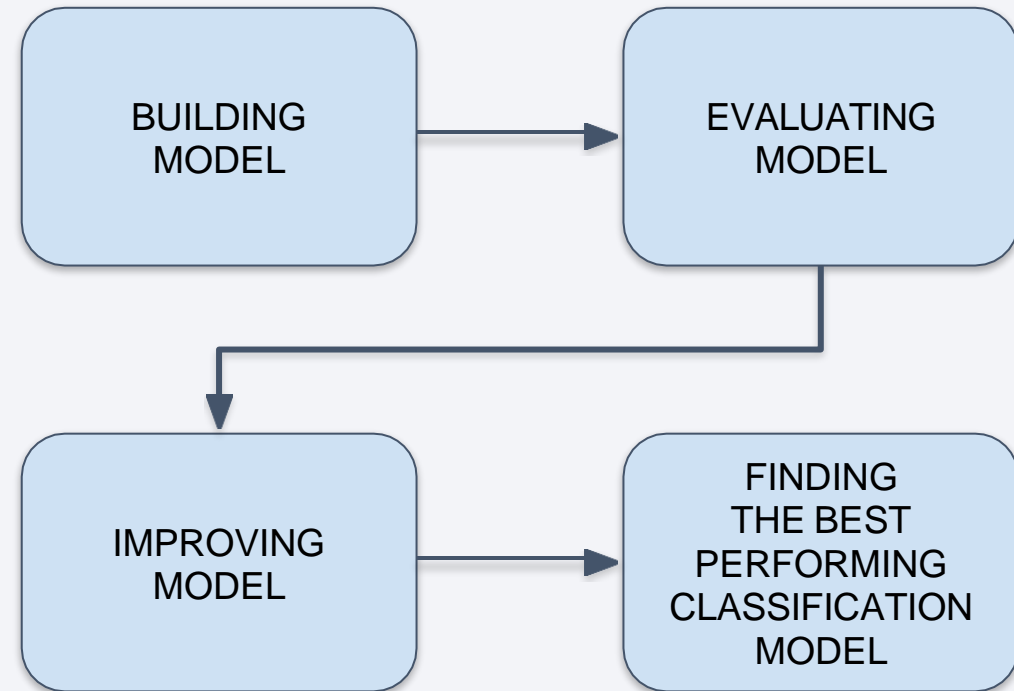 BUILDING
MODEL
EVALUATING
MODEL
IMPROVING
MODEL
FINDING
THE BEST
PERFORMING
CLASSIFICATION
MODEL